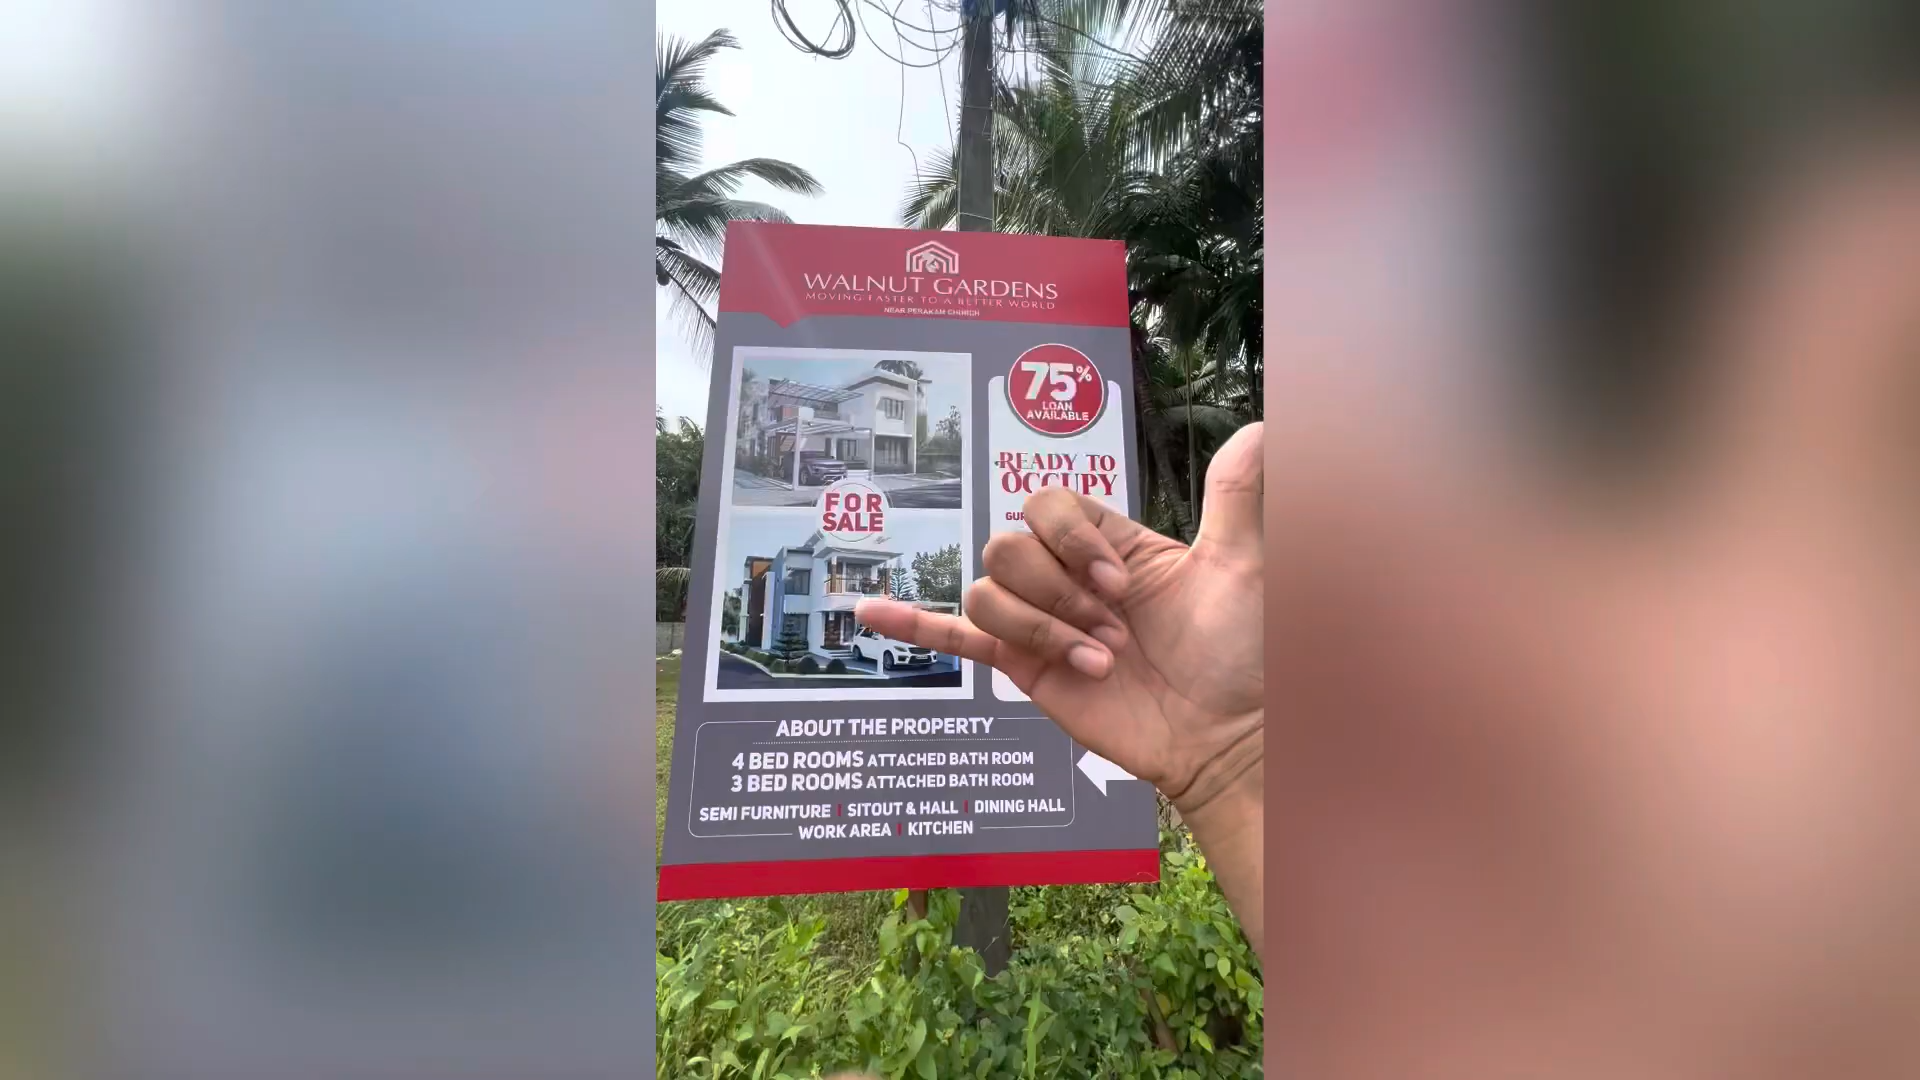 WALNUT GARDENS
MOVING FASTER TO A BETTER WORLD
NEAR PERAKAM CHURCH
75%
LOAN
AVAILABLE
READY TO
OCCUPY
FOR
SALE
ABOUT THE PROPERTY
4 BED ROOMS ATTACHED BATH ROOM
3 BED ROOMS ATTACHED BATH ROOM
SEMI FURNITURE | SITOUT & HALL | DINING HALL
WORK AREA | KITCHEN